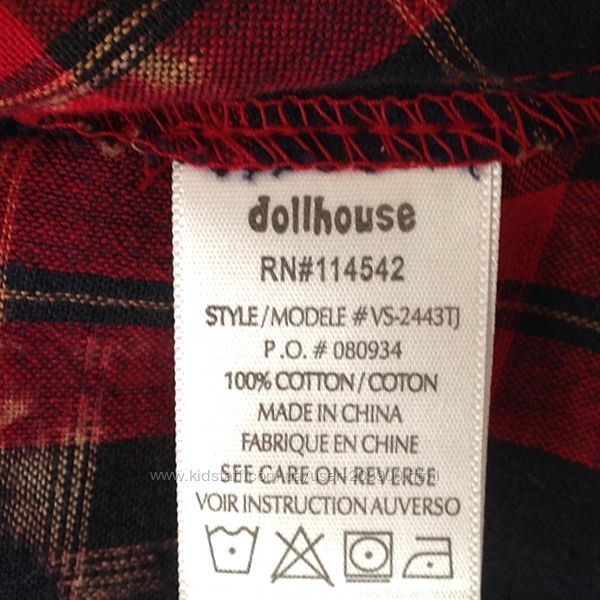 dollhouse
RN#114542
STYLE/MODELE #VS-2443TJ
P.O. # 080934
100% COTTON/COTON
MADE IN CHINA
FABRIQUE EN CHINE
SEE CARE ON REVERSE
VOIR INSTRUCTION AUVERSO